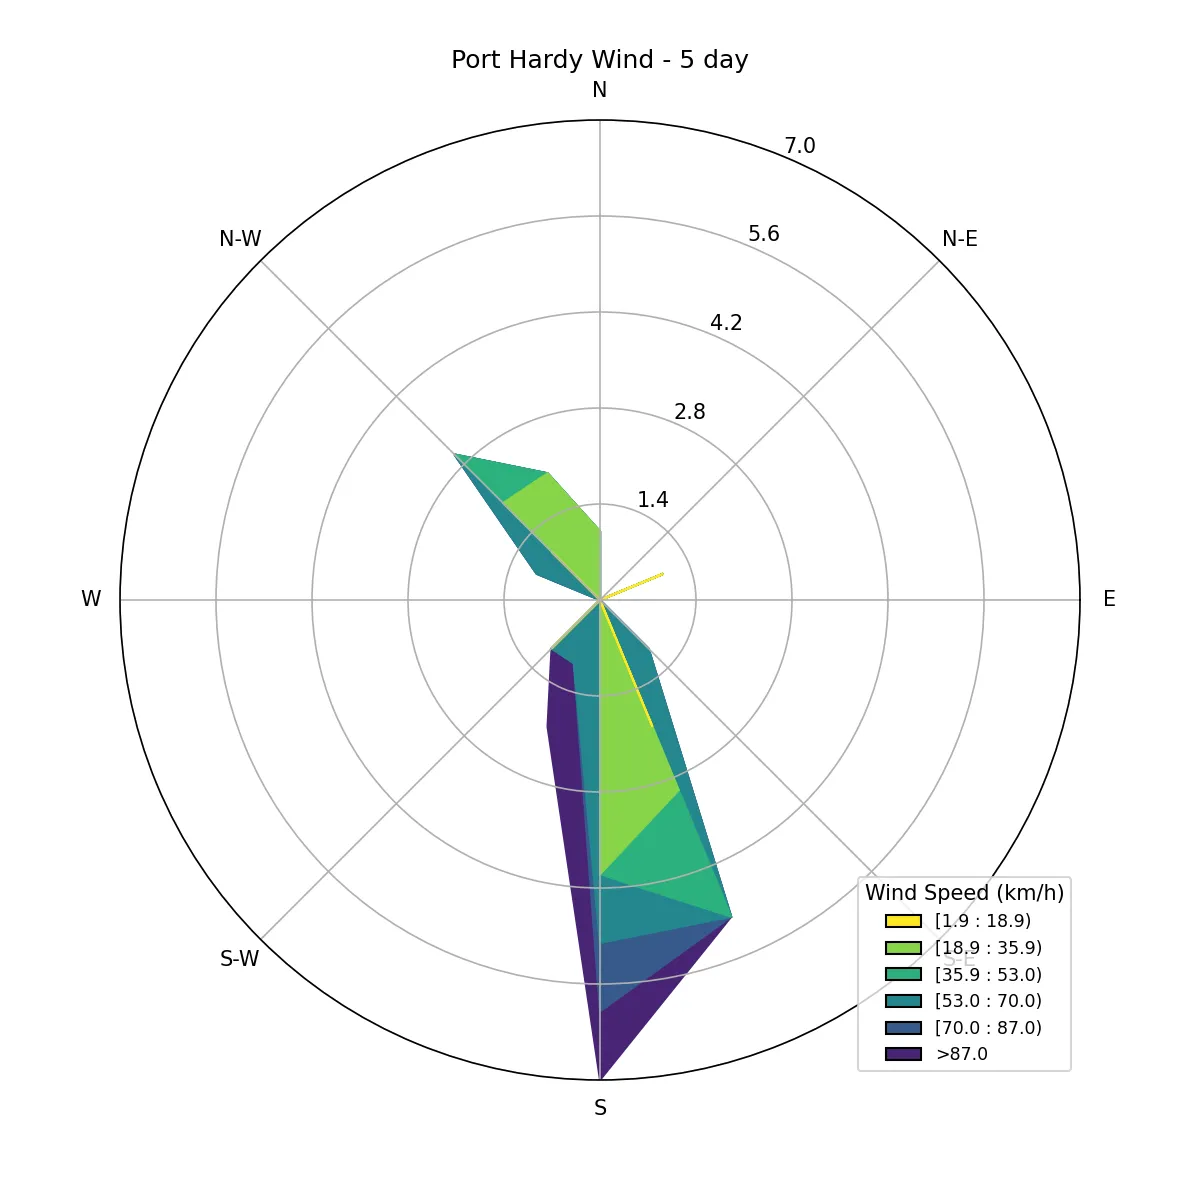 Port Hardy Wind - 5 day
N
7.0
N-W
5.6
N-E
4.2
2.8
1.4
W
E
S-W
S-E
S
Wind Speed (km/h)
[1.9 : 18.9)
[18.9 : 35.9)
[35.9 : 53.0)
[53.0 : 70.0)
[70.0 : 87.0)
>87.0